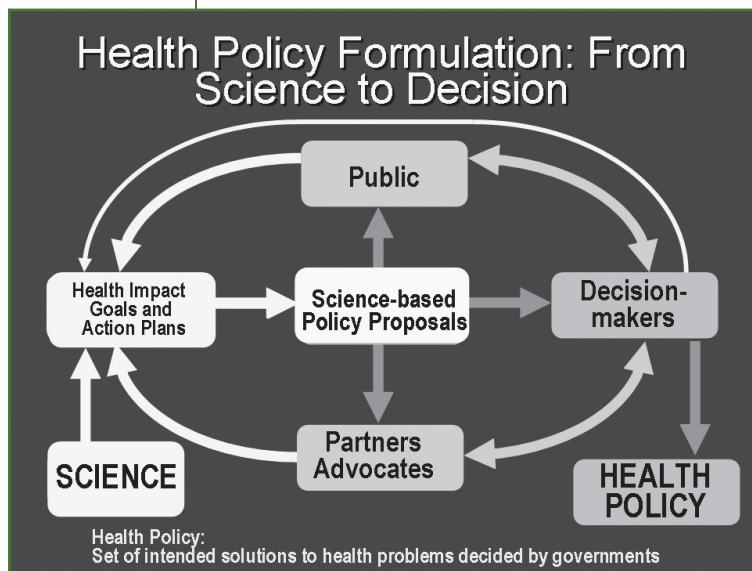 Health Policy Formulation: From
Science to Decision
Public
Health Impact
Goals and
Action Plans
Science-based
Policy Proposals
Decision-
makers
Partners
Advocates
SCIENCE
HEALTH
POLICY
Health Policy:
Set of intended solutions to health problems decided by governments